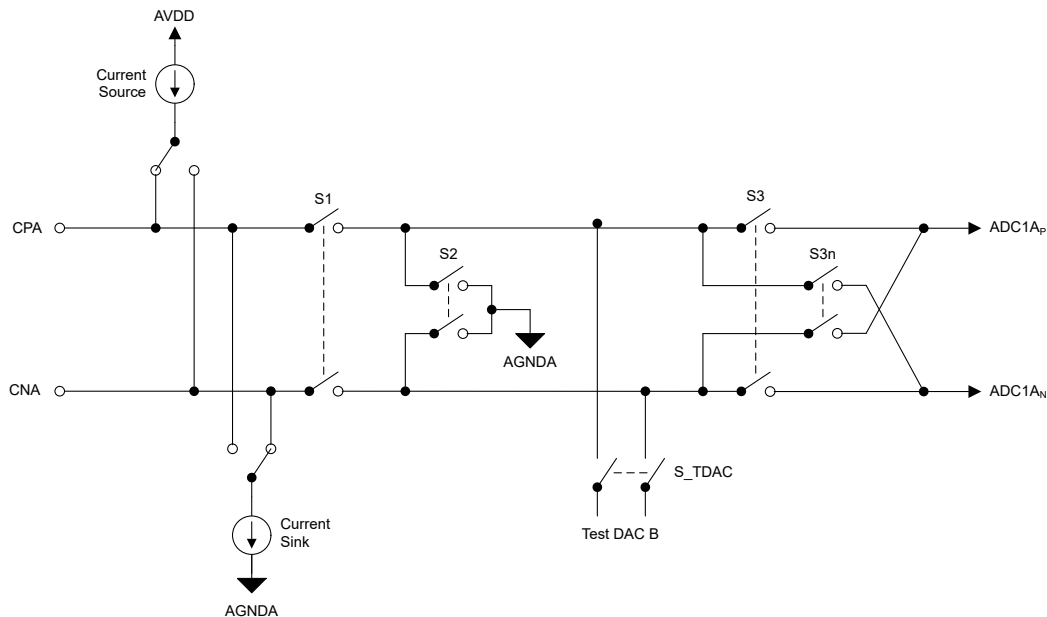 AVDD
Current
Source
S1
S3
CPA
ADC1AP
S2
S3n
AGNDA
CNA
ADC1AN
S_TDAC
Current
Sink
Test DAC B
AGNDA